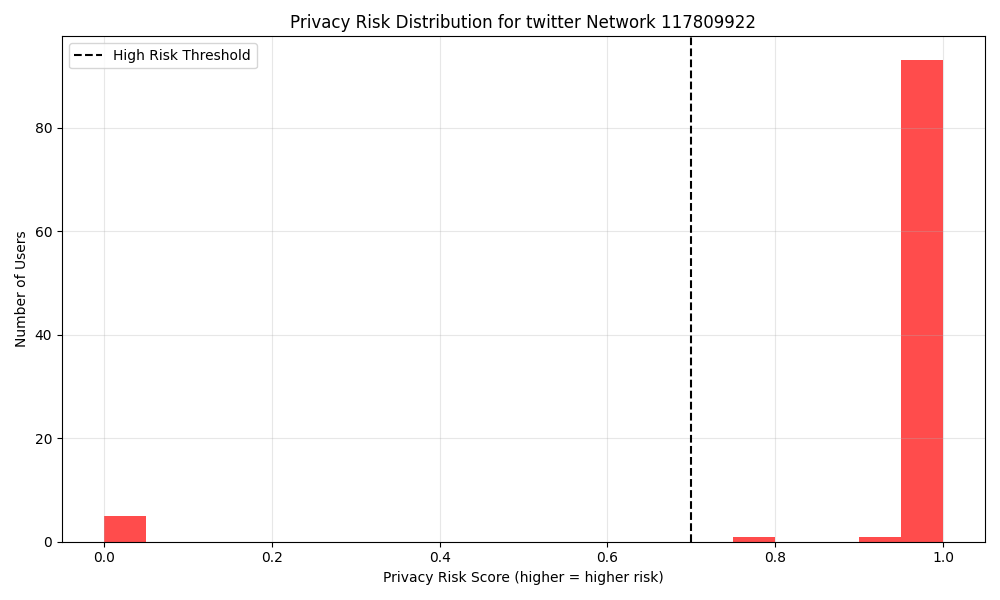 Privacy Risk Distribution for twitter Network 117809922
High Risk Threshold
Number of Users
80
60
40
20
0
0.0 0.2 0.4 0.6 0.8 1.0
Privacy Risk Score (higher = higher risk)